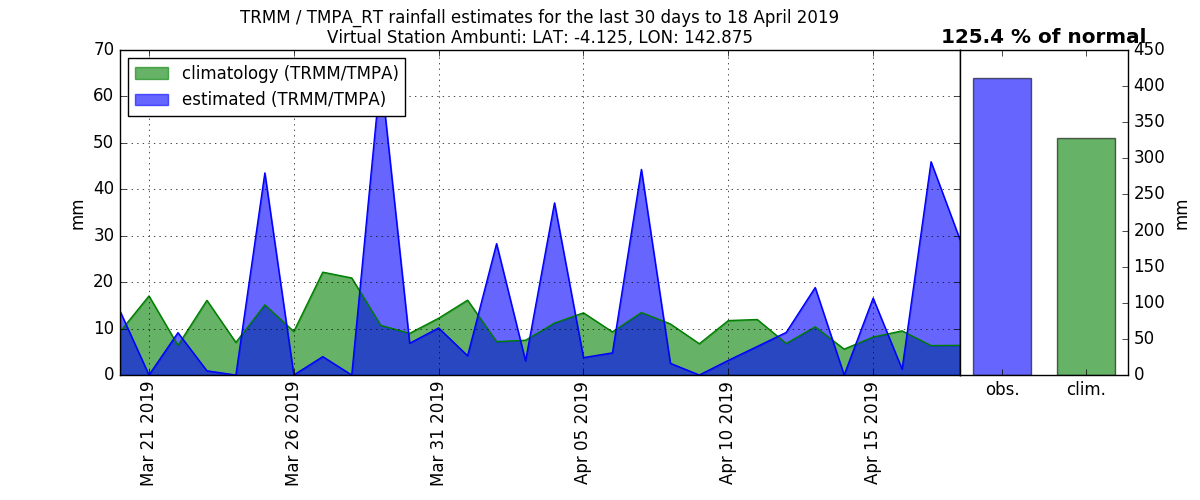 TRMM / TMPA_RT rainfall estimates for the last 30 days to 18 April 2019
Virtual Station Ambunti: LAT: -4.125, LON: 142.875
125.4 % of normal
climatology (TRMM/TMPA)
estimated (TRMM/TMPA)
mm
70
60
50
40
30
20
10
0
Mar 21 2019
Mar 26 2019
Mar 31 2019
Apr 05 2019
Apr 10 2019
Apr 15 2019
obs.
clim.
450
400
350
300
250
200
150
100
50
0
mm